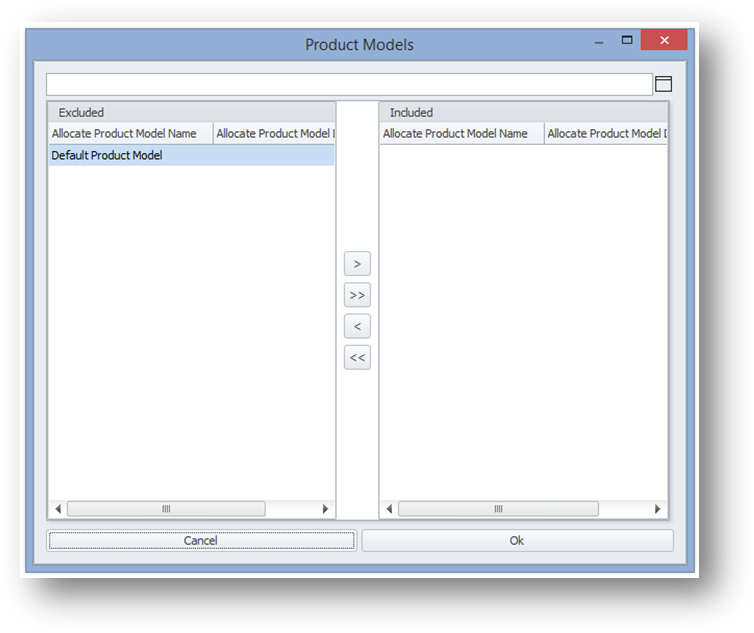 Product Models
Excluded
Included
Allocate Product Model Name
Allocate Product Model
Allocate Product Model Name
Allocate Product Model
Default Product Model
>
>>
<
<<
Cancel
Ok